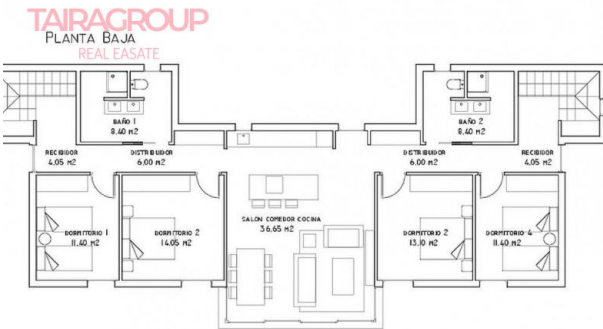 TAIRAGROUP
PLANTA BAJA
REAL EASATE
BAÑO 1
8,40 m2
BAÑO 2
8,40 m2
RECIBIDOR
4,05 m2
DISTRIBUIDOR
6,00 m2
DISTRIBUIDOR
6,00 m2
RECIBIDOR
4,05 m2
SALON COMEDOR COCINA
36,65 m2
DORMITORIO 1
11,40 m2
DORMITORIO 2
14,05 m2
DORMITORIO 2
13,10 m2
DORMITORIO 4
11,40 m2